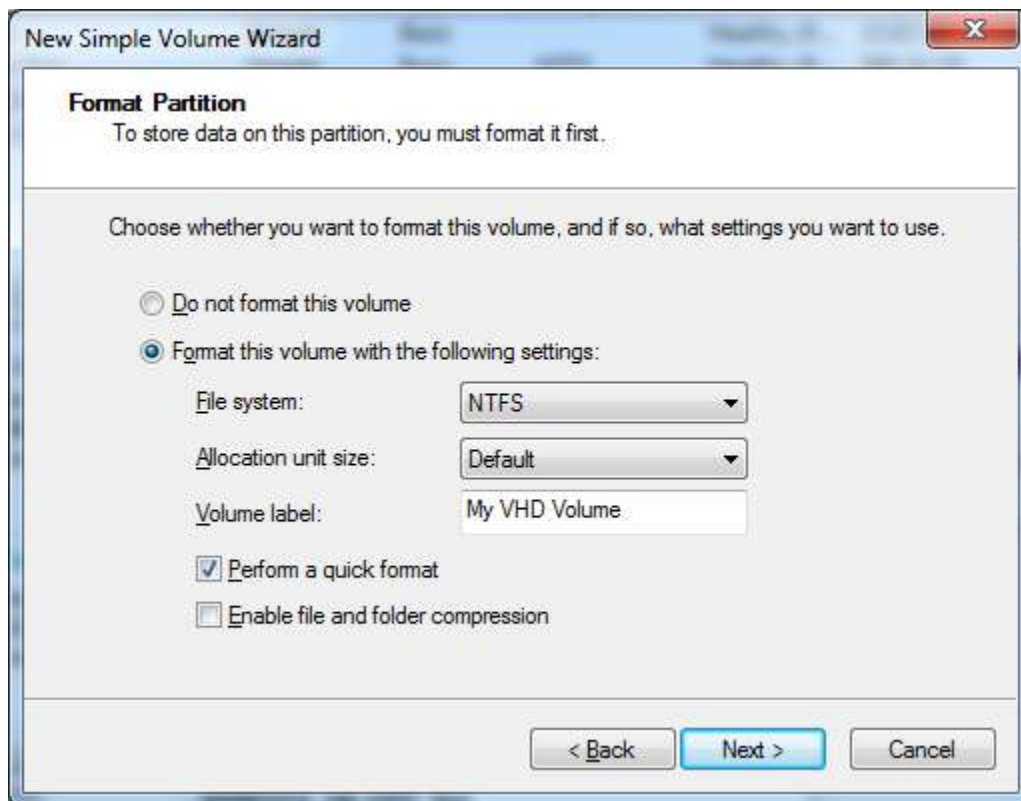 New Simple Volume Wizard
Format Partition
To store data on this partition, you must format it first.
Choose whether you want to format this volume, and if so, what settings you want to use.
Do not format this volume
Format this volume with the following settings:
File system: NTFS
Allocation unit size: Default
Volume label: My VHD Volume
Perform a quick format
Enable file and folder compression
< Back Next > Cancel